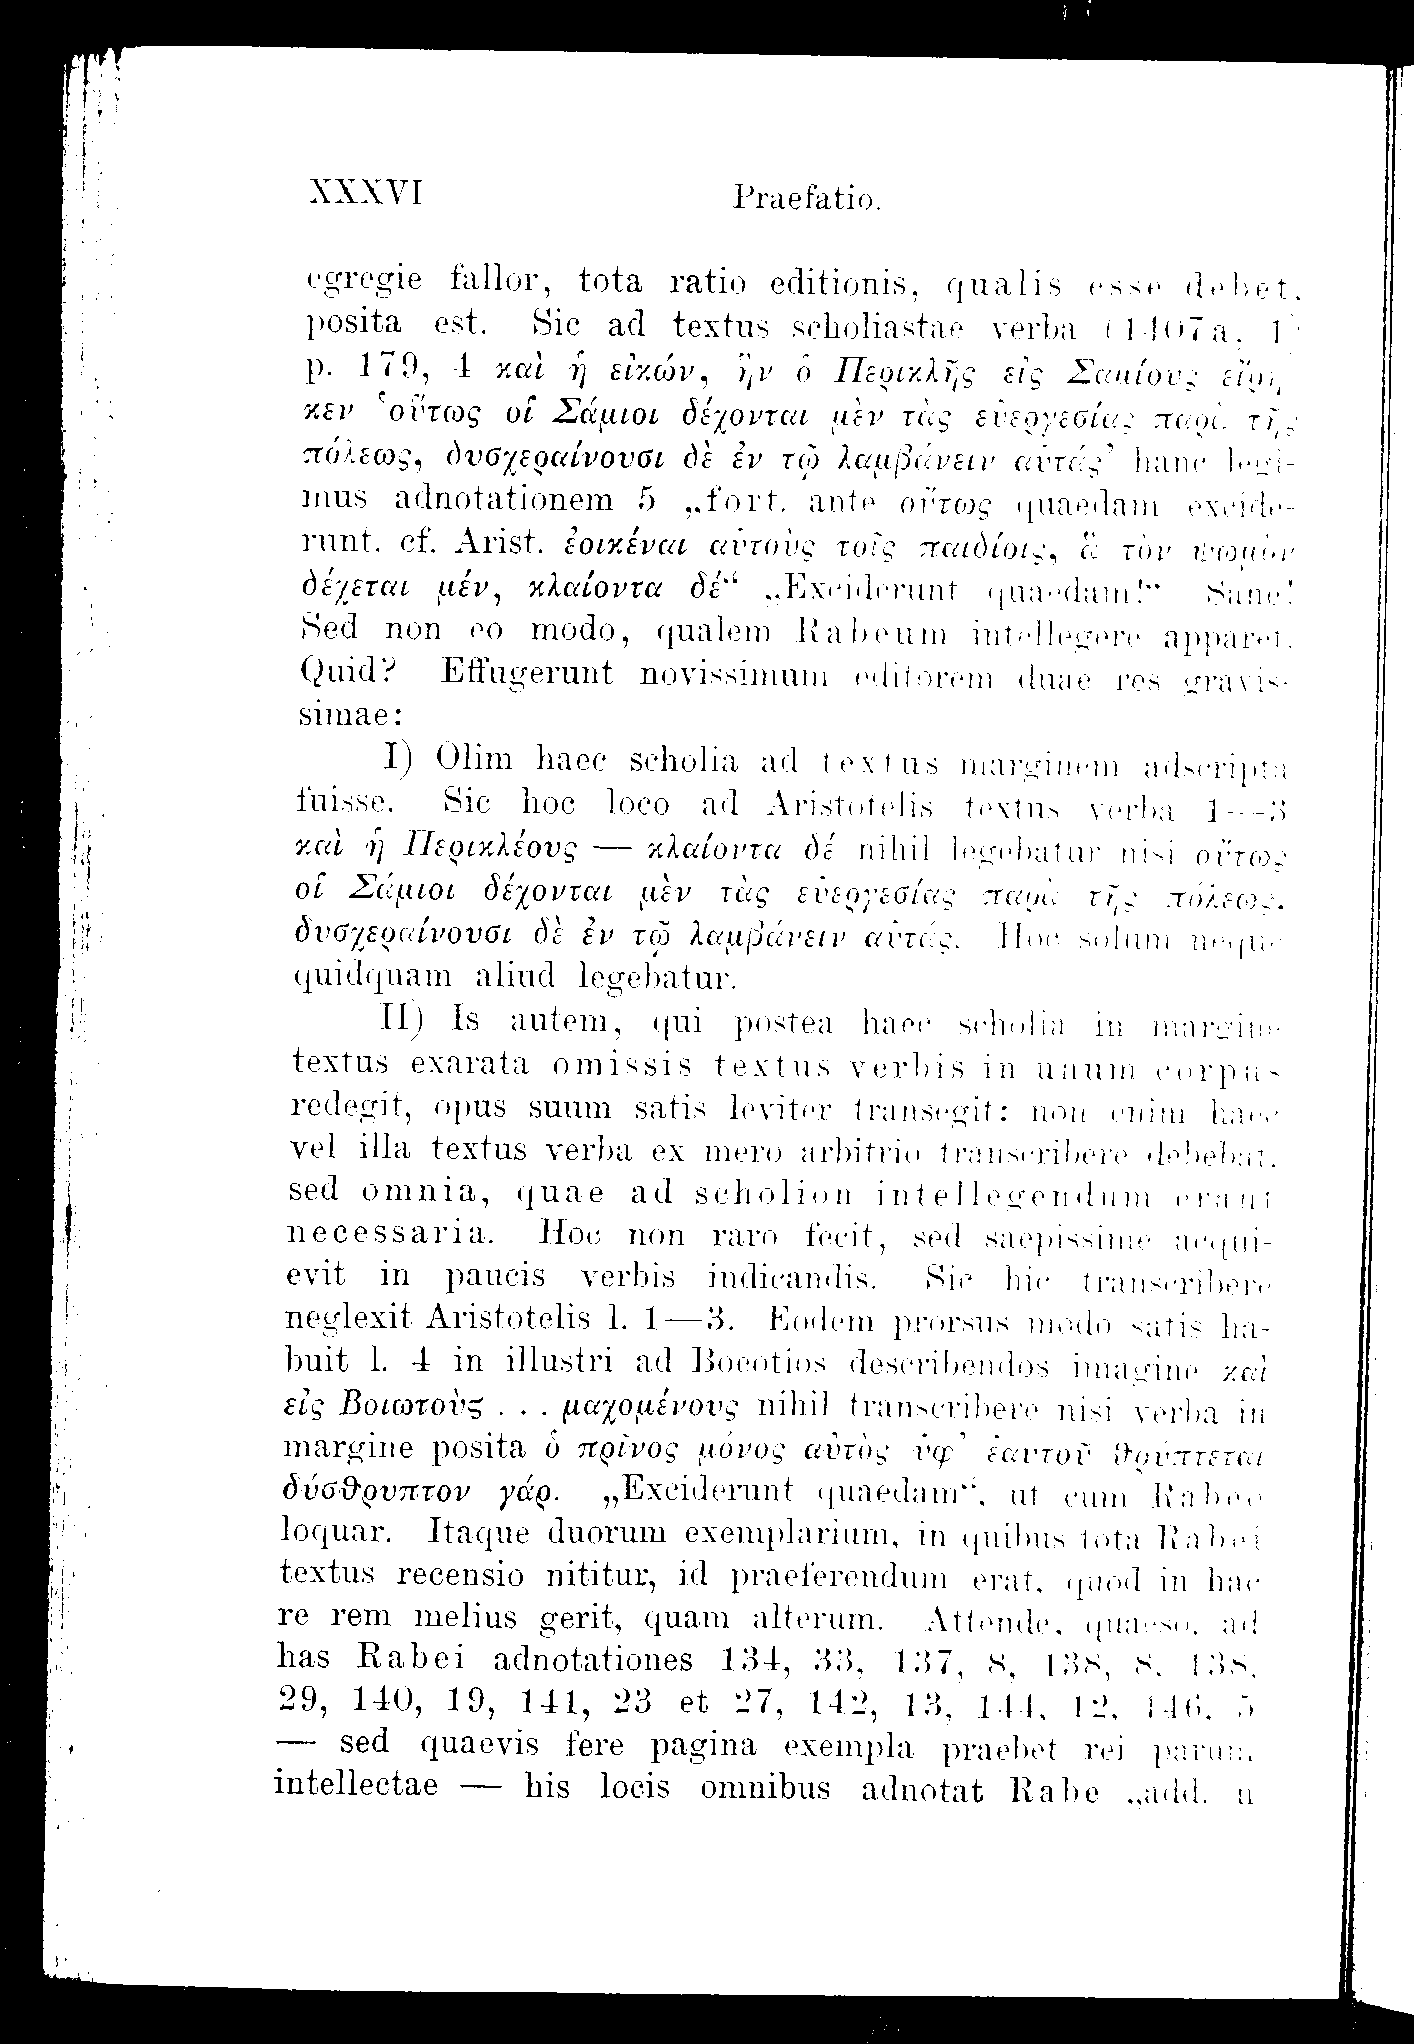 XXXVI Praefatio.
egregie fallor, tota ratio editionis, qualis esse debet,
posita est. Sic ad textus scholiastae verba (1407a, 1)
p. 179, 4 καὶ ἡ εἰκών, ἣν ὁ Περικλῆς εἰς Σαμίους εἴρη
κεν ʽοὕτως οἱ Σάμιοι δέχονται μὲν τὰς εὐεργεσίας παρὰ τῆς
πόλεως, δυσχεραίνουσι δὲ ἐν τῷ λαμβάνειν αὐτάς’ hanc legi-
mus adnotationem 5 „fort. ante οὕτως quaedam excide-
runt. cf. Arist. ἐοικέναι αὐτοὺς τοῖς παιδίοις, ἃ τὸν ψωμὸν
δέχεται μέν, κλαίοντα δέ“ „Exciderunt quaedam!“ Sane!
Sed non eo modo, qualem Rabeum intellegere apparet.
Quid? Effugerunt novissimum editorem duae res gravis-
simae:
I) Olim haec scholia ad textus marginem adscripta
fuisse. Sic hoc loco ad Aristotelis textus verba 1—3
καὶ ἡ Περικλέους — κλαίοντα δέ nihil legebatur nisi οὕτως
οἱ Σάμιοι δέχονται μὲν τὰς εὐεργεσίας παρὰ τῆς πόλεως,
δυσχεραίνουσι δὲ ἐν τῷ λαμβάνειν αὐτάς. Hoc solum neque
quidquam aliud legebatur.
II) Is autem, qui postea haec scholia in margine
textus exarata omissis textus verbis in unum corpus
redegit, opus suum satis leviter transegit: non enim haec
vel illa textus verba ex mero arbitrio transcribere debebat,
sed omnia, quae ad scholion intellegendum erant
necessaria. Hoc non raro fecit, sed saepissime acqui-
evit in paucis verbis indicandis. Sic hic transcribere
neglexit Aristotelis l. 1—3. Eodem prorsus modo satis ha-
buit l. 4 in illustri ad Boeotios describendos imagine καὶ
εἰς Βοιωτοὺς . . . μαχομένους nihil transcribere nisi verba in
margine posita ὁ πρῖνος μόνος αὐτὸς ὑφ’ ἑαυτοῦ θρύπτεται
δύσθρυπτον γάρ. „Exciderunt quaedam“, ut cum Rabeo
loquar. Itaque duorum exemplarium, in quibus tota Rabei
textus recensio nititur, id praeferendum erat, quod in hac
re rem melius gerit, quam alterum. Attende, quaeso, ad
has Rabei adnotationes 134, 33, 137, 8, 138, 8, 138,
29, 140, 19, 141, 23 et 27, 142, 13, 144, 12, 146, 5
— sed quaevis fere pagina exempla praebet rei parum
intellectae — his locis omnibus adnotat Rabe „add. u